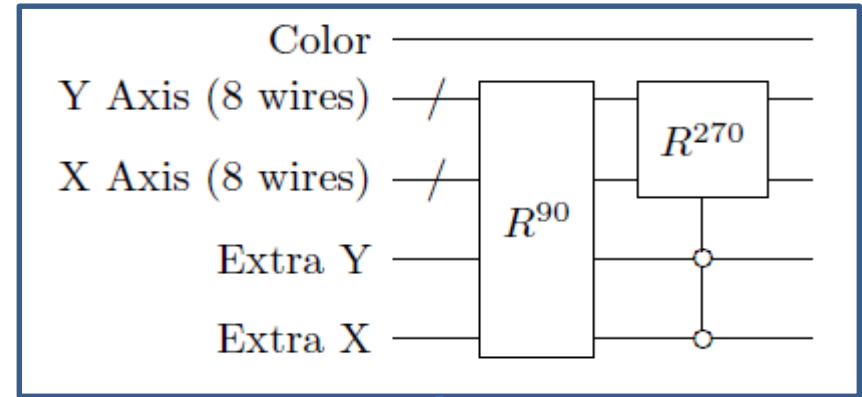 Color
Y Axis (8 wires)
X Axis (8 wires)
Extra Y
Extra X
R^90
R^270